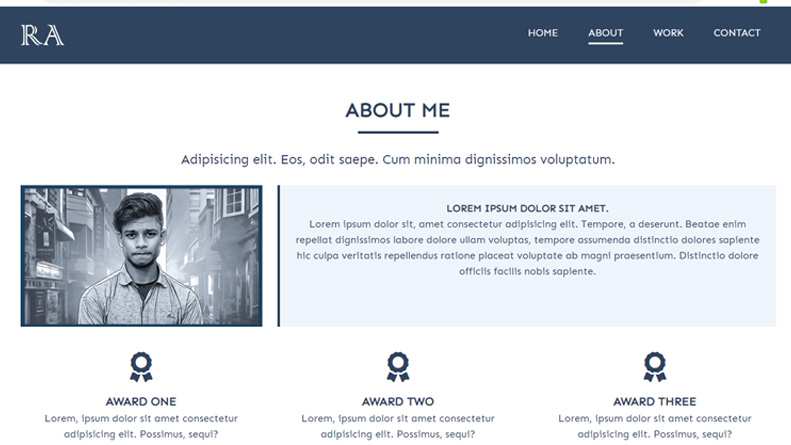 RA
HOME ABOUT WORK CONTACT
ABOUT ME
Adipisicing elit. Eos, odit saepe. Cum minima dignissimos voluptatum.
LOREM IPSUM DOLOR SIT AMET.
Lorem ipsum dolor sit, amet consectetur adipisicing elit. Tempore, a deserunt. Beatae enim
repellat dignissimos labore dolore ullam voluptas, tempore assumenda distinctio dolores sapiente
hic culpa veritatis repellendus ratione placeat voluptate ab magni praesentium. Distinctio dolore
officiis facilis nobis sapiente.
AWARD ONE
Lorem, ipsum dolor sit amet consectetur
adipisicing elit. Possimus, sequi?
AWARD TWO
Lorem, ipsum dolor sit amet consectetur
adipisicing elit. Possimus, sequi?
AWARD THREE
Lorem, ipsum dolor sit amet consectetur
adipisicing elit. Possimus, sequi?